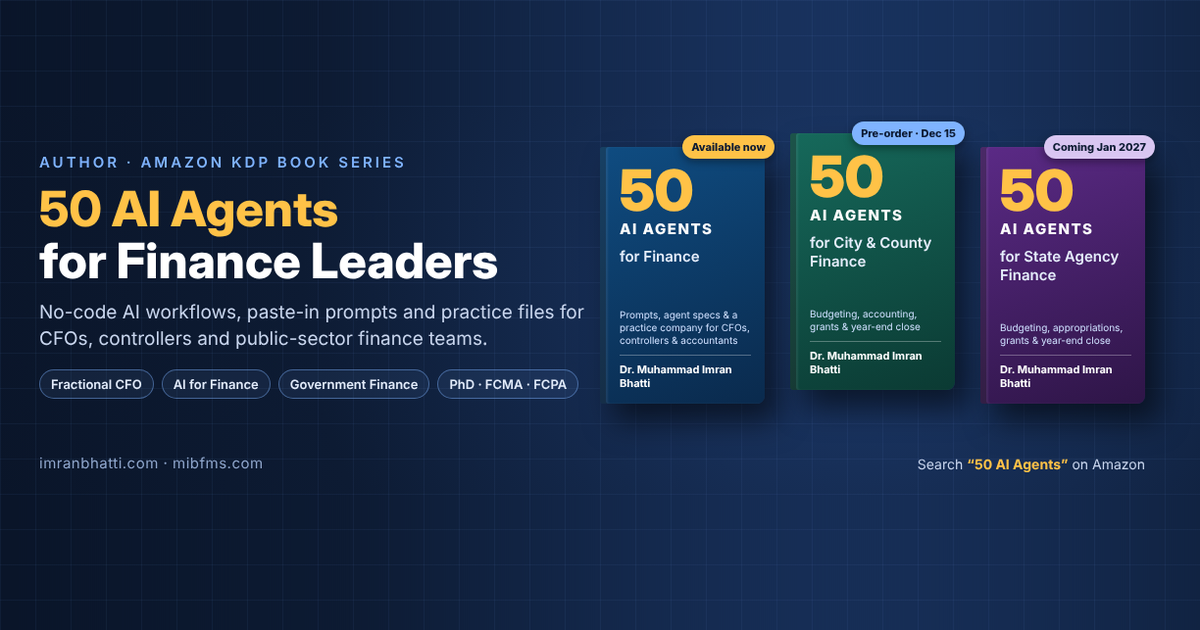 AUTHOR · AMAZON KDP BOOK SERIES
50 AI Agents
for Finance Leaders
No-code AI workflows, paste-in prompts and practice files for
CFOs, controllers and public-sector finance teams.
Fractional CFO
AI for Finance
Government Finance
PhD · FCMA · FCPA
imranbhatti.com · mibfms.com
Available now
50
AI AGENTS
for Finance
Prompts, agent specs & a
practice company for CFOs,
controllers & accountants
Dr. Muhammad Imran
Bhatti
Pre-order · Dec 15
50
AI AGENTS
for City & County
Finance
Budgeting, accounting,
grants & year-end close
Dr. Muhammad Imran
Bhatti
Coming Jan 2027
50
AI AGENTS
for State Agency
Finance
Budgeting, appropriations,
grants & year-end close
Dr. Muhammad Imran
Bhatti
Search “50 AI Agents” on Amazon